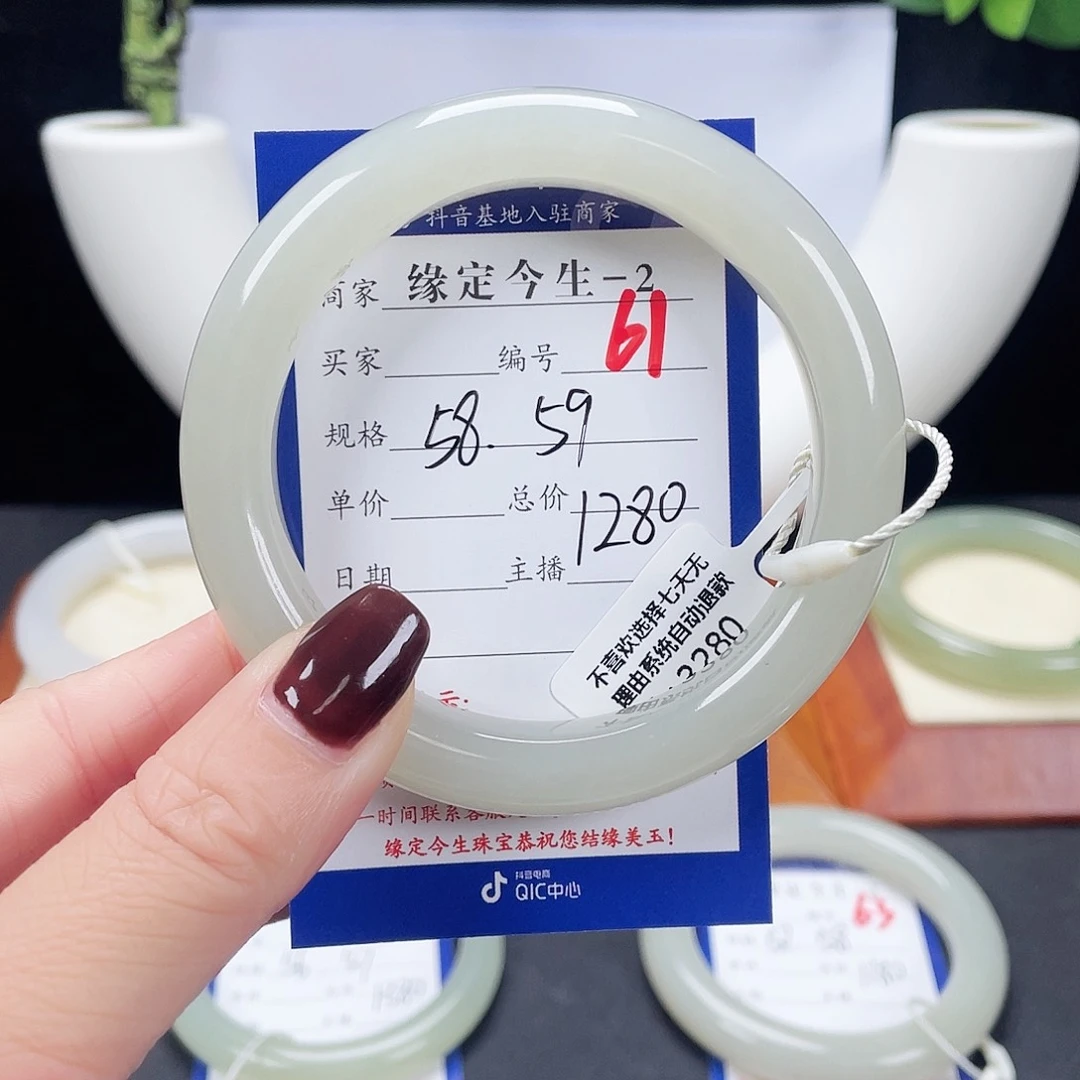 抖音基地入驻商家
商家 缘定今生-2
买家 编号 61
规格 58. 59
单价 总价 1280
日期 主播
不喜欢选择七天无
理由系统自动退款
3280
一时间联系客服
缘定今生珠宝恭祝您结缘美玉!
抖音电商
QIC中心
59
58